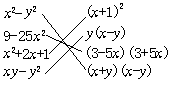 x²-y² (x+1)²
9-25x² y(x-y)
x²+2x+1 (3-5x)(3+5x)
xy-y² (x+y)(x-y)